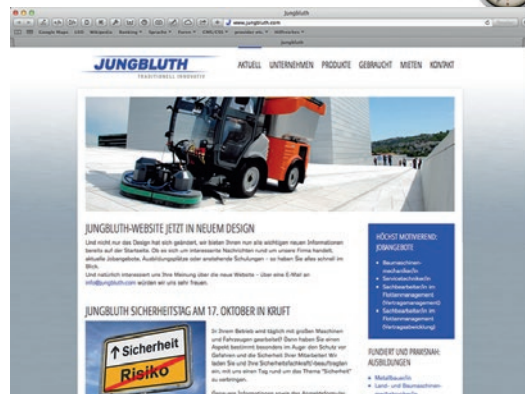 Jungbluth
www.jungbluth.com
Google Maps LEO Wikipedia
Jungbluth
JUNGBLUTH
TRADITIONELL INNOVATIV
AKTUELL UNTERNEHMEN PRODUKTE GEBRAUCHT MIETEN KONTAKT
JUNGBLUTH-WEBSITE JETZT IN NEUEM DESIGN
Und nicht nur das Design hat sich geändert, wir bieten Ihnen nun alle wichtigen neuen Informationen
bereits auf der Startseite. Ob es sich um interessante Nachrichten rund um unsere Firma handelt,
aktuelle Jobangebote, Ausbildungsplätze oder anstehende Schulungen – so haben Sie alles schnell im
Blick.
Und natürlich interessiert uns Ihre Meinung über die neue Website – über eine E-Mail an
info@jungbluth.com würden wir uns sehr freuen.
HÖCHST MOTIVIEREND:
JOBANGEBOTE
Baumaschinen-
mechaniker/in
Servicetechniker/in
Sachbearbeiter/in im
Flottenmanagement
(Vertragsmanagement)
Sachbearbeiter/in im
Flottenmanagement
(Vertragsabwicklung)
JUNGBLUTH SICHERHEITSTAG AM 17. OKTOBER IN KRUFT
↑ Sicherheit
Risiko
In Ihrem Betrieb wird täglich mit großen Maschinen
und Fahrzeugen gearbeitet? Dann haben Sie einen
Aspekt bestimmt besonders im Auge: den Schutz vor
Gefahren und die Sicherheit Ihrer Mitarbeiter! Wir
laden Sie und Ihre Sicherheitsfachkraft/-beauftragten
ein, mit uns einen Tag rund um das Thema "Sicherheit"
zu verbringen.
FUNDIERT UND PRAXISNAH:
AUSBILDUNGEN
Metallbauer/in
Land- und Baumaschinen-